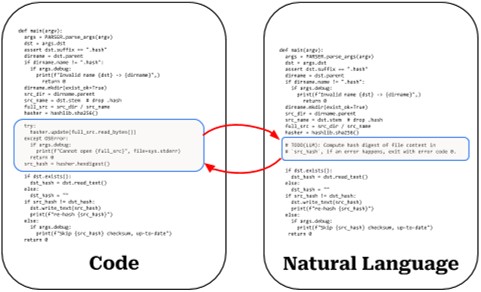 def main(argv):
args = PARSER.parse_args(argv)
dst = args.dst
assert dst.suffix == ".hash"
dirname = dst.parent
if dirname.name != ".hash":
if args.debug:
print(f"Invalid name {dst} -> {dirname}",)
return 0
dirname.mkdir(exist_ok=True)
src_dir = dirname.parent
src_name = dst.stem # drop .hash
full_src = src_dir / src_name
hasher = hashlib.sha256()
try:
hasher.update(full_src.read_bytes())
except OSError:
if args.debug:
print(f"Cannot open {full_src}", file=sys.stderr)
return 0
src_hash = hasher.hexdigest()
if dst.exists():
dst_hash = dst.read_text()
else:
dst_hash = ""
if src_hash != dst_hash:
dst.write_text(src_hash)
print(f"re-hash {src_hash}")
else:
if args.debug:
print(f"Skip {src_hash} checksum, up-to-date")
return 0
Code
def main(argv):
args = PARSER.parse_args(argv)
dst = args.dst
assert dst.suffix == ".hash"
dirname = dst.parent
if dirname.name != ".hash":
if args.debug:
print(f"Invalid name {dst} -> {dirname}",)
return 0
dirname.mkdir(exist_ok=True)
src_dir = dirname.parent
src_name = dst.stem # drop .hash
full_src = src_dir / src_name
hasher = hashlib.sha256()
# TODO(LLM): Compute hash digest of file content in
# `src_hash`, if an error happens, exit with error code 0.
if dst.exists():
dst_hash = dst.read_text()
else:
dst_hash = ""
if src_hash != dst_hash:
dst.write_text(src_hash)
print(f"re-hash {src_hash}")
else:
if args.debug:
print(f"Skip {src_hash} checksum, up-to-date")
return 0
Natural Language